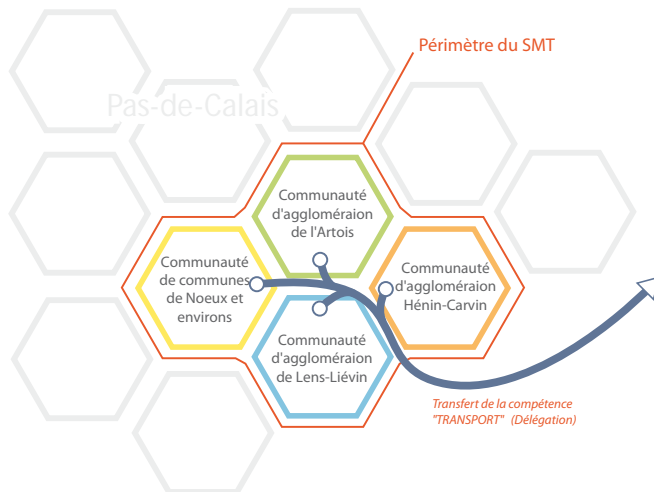 Périmètre du SMT
Pas-de-Calais
Communauté
d'aggloméraion
de l'Artois
Communauté
de communes
de Noeux et
environs
Communauté
d'aggloméraion
Hénin-Carvin
Communauté
d'aggloméraion
de Lens-Liévin
Transfert de la compétence
"TRANSPORT" (Délégation)